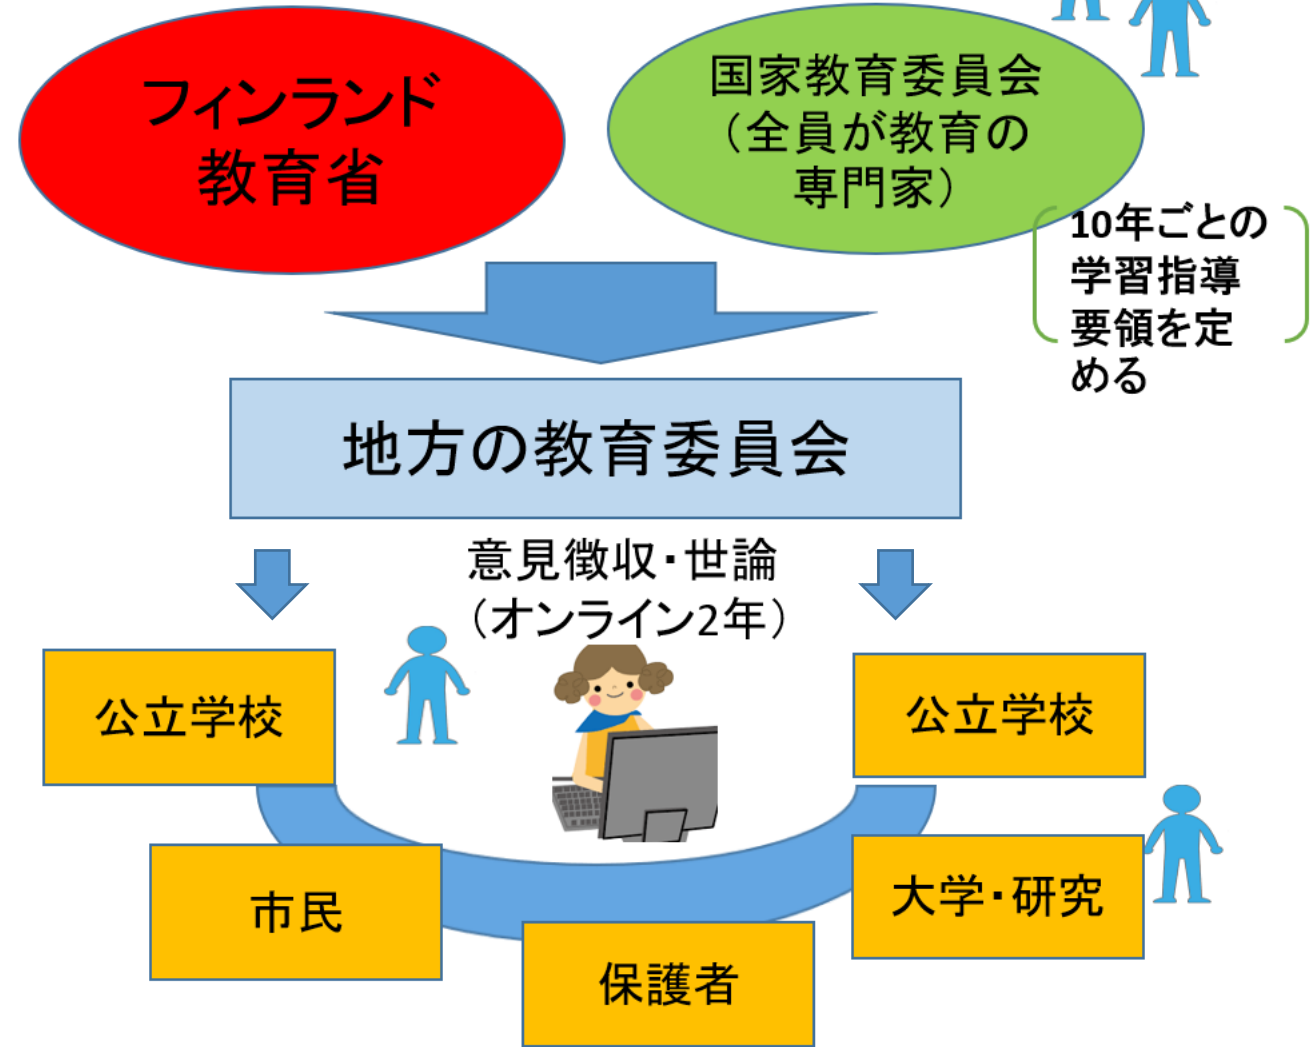 フィンランド
教育省
国家教育委員会
（全員が教育の
専門家）
10年ごとの
学習指導
要領を定
める
地方の教育委員会
意見徴収・世論
（オンライン2年）
公立学校
公立学校
市民
大学・研究
保護者